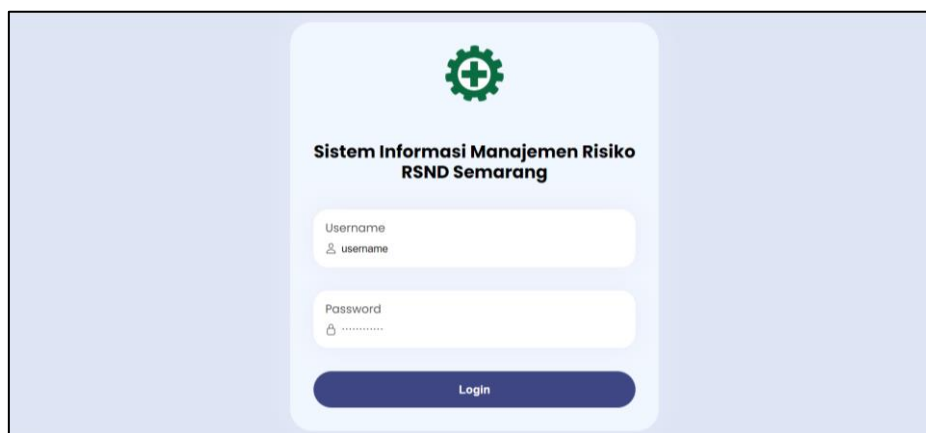 Sistem Informasi Manajemen Risiko
RSND Semarang
Username
username
Password
............
Login